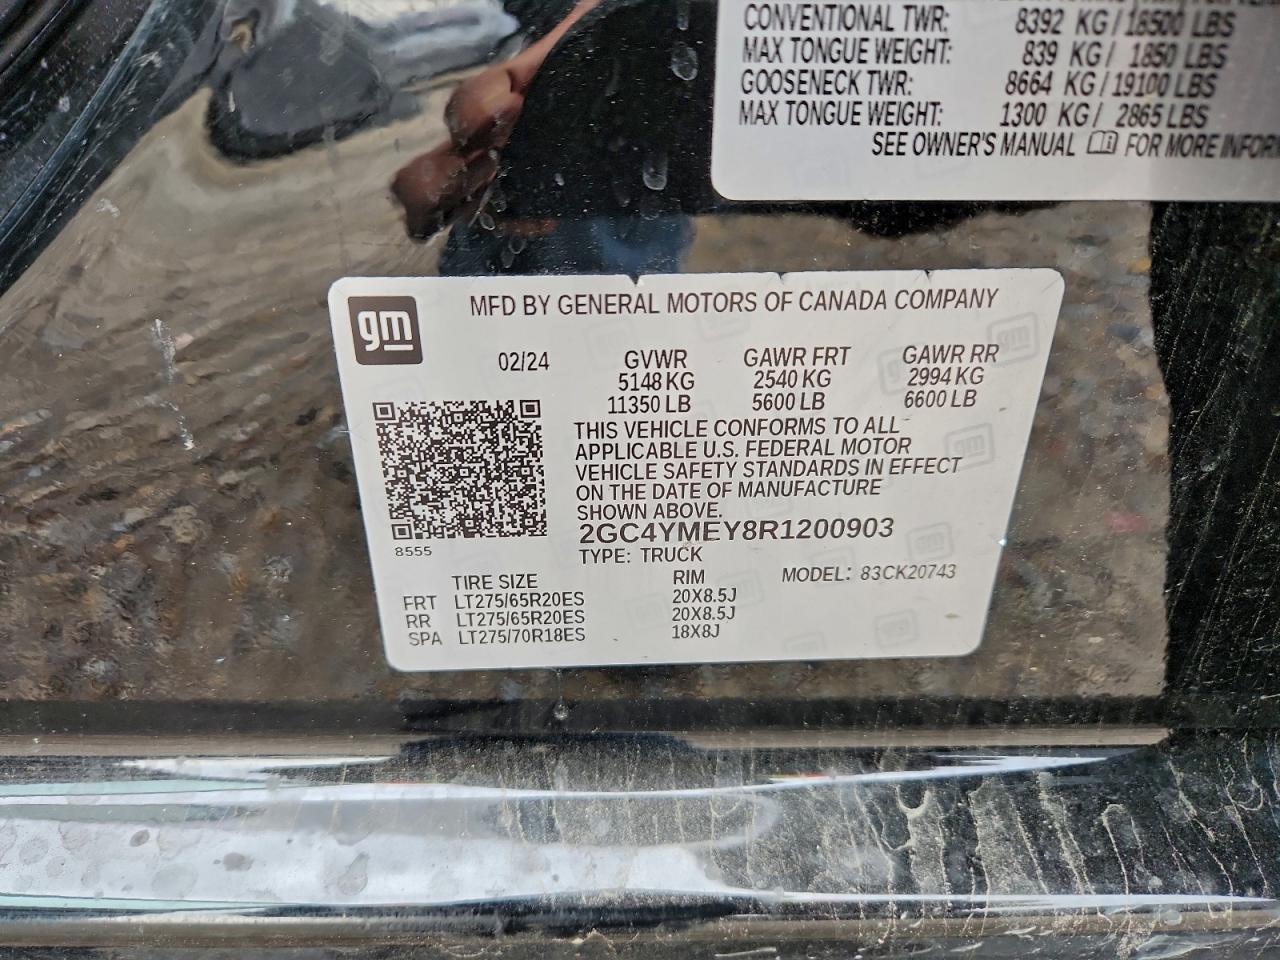 CONVENTIONAL TWR: 8392 KG / 18500 LBS
MAX TONGUE WEIGHT: 839 KG / 1850 LBS
GOOSENECK TWR: 8664 KG / 19100 LBS
MAX TONGUE WEIGHT: 1300 KG / 2865 LBS
SEE OWNER'S MANUAL FOR MORE INFORM
gm
MFD BY GENERAL MOTORS OF CANADA COMPANY
02/24 GVWR GAWR FRT GAWR RR
5148 KG 2540 KG 2994 KG
11350 LB 5600 LB 6600 LB
THIS VEHICLE CONFORMS TO ALL
APPLICABLE U.S. FEDERAL MOTOR
VEHICLE SAFETY STANDARDS IN EFFECT
ON THE DATE OF MANUFACTURE
SHOWN ABOVE.
2GC4YMEY8R1200903
8555
TYPE: TRUCK
MODEL: 83CK20743
TIRE SIZE RIM
FRT LT275/65R20ES 20X8.5J
RR LT275/65R20ES 20X8.5J
SPA LT275/70R18ES 18X8J